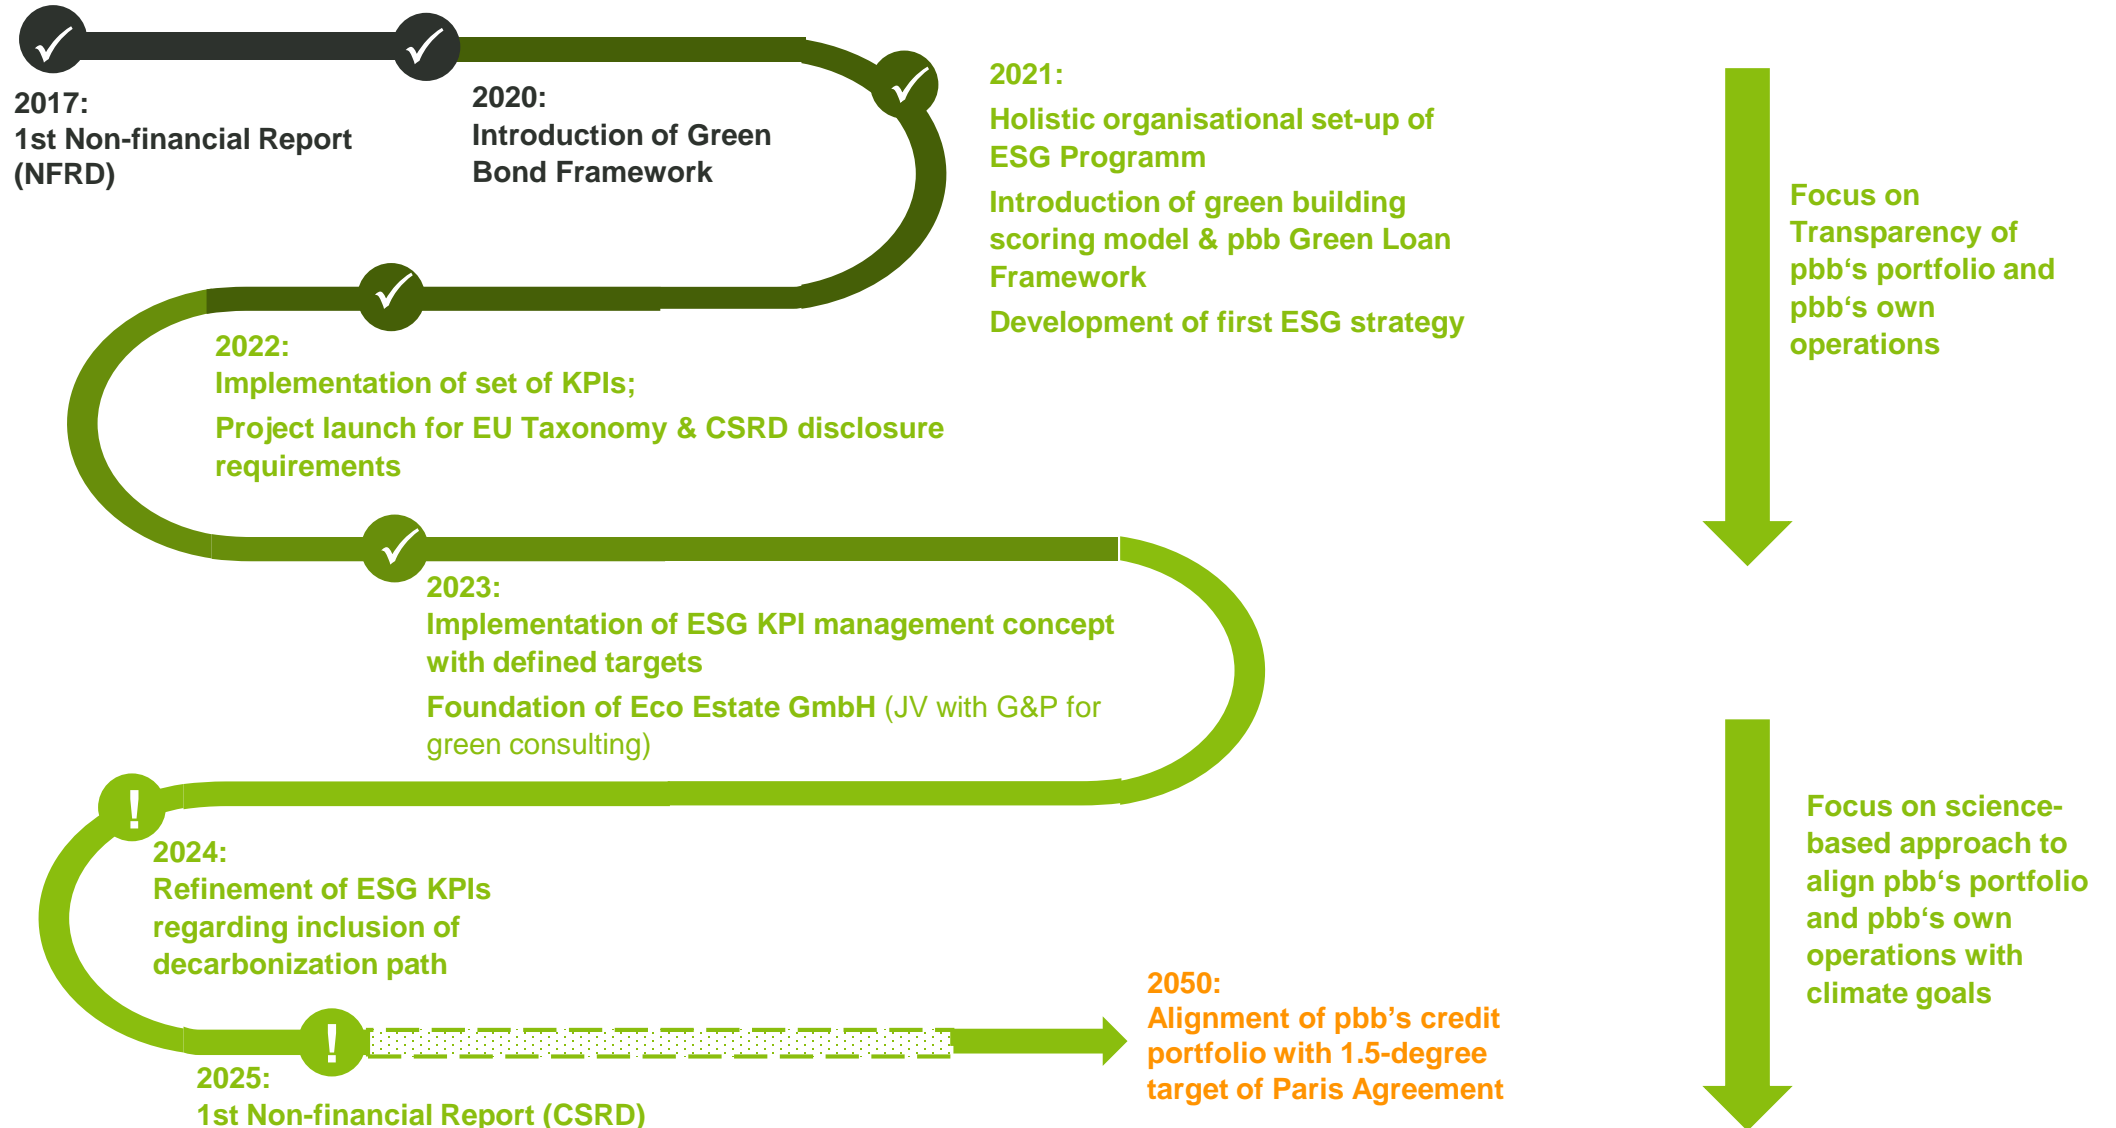 2017:
1st Non-financial Report
(NFRD)
2020:
Introduction of Green
Bond Framework
2021:
Holistic organisational set-up of
ESG Programm
Introduction of green building
scoring model & pbb Green Loan
Framework
Development of first ESG strategy
Focus on
Transparency of
pbb‘s portfolio and
pbb‘s own
operations
2022:
Implementation of set of KPIs;
Project launch for EU Taxonomy & CSRD disclosure
requirements
2023:
Implementation of ESG KPI management concept
with defined targets
Foundation of Eco Estate GmbH (JV with G&P for
green consulting)
!
2024:
Refinement of ESG KPIs
regarding inclusion of
decarbonization path
Focus on science-
based approach to
align pbb‘s portfolio
and pbb‘s own
operations with
climate goals
!
2025:
1st Non-financial Report (CSRD)
2050:
Alignment of pbb’s credit
portfolio with 1.5-degree
target of Paris Agreement